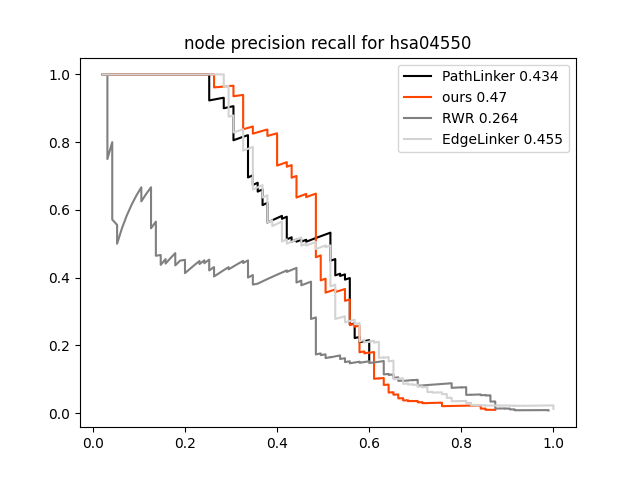 node precision recall for hsa04550
PathLinker 0.434
ours 0.47
RWR 0.264
EdgeLinker 0.455
1.0
0.8
0.6
0.4
0.2
0.0
0.0 0.2 0.4 0.6 0.8 1.0